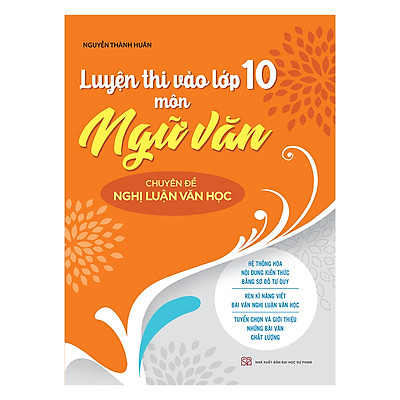 NGUYỄN THÀNH HUÂN
Luyện thi vào lớp 10
môn
Ngữ văn
CHUYÊN ĐỀ
NGHỊ LUẬN VĂN HỌC
HỆ THỐNG HÓA
NỘI DUNG KIẾN THỨC
BẰNG SƠ ĐỒ TƯ DUY
RÈN KĨ NĂNG VIẾT
BÀI VĂN NGHỊ LUẬN VĂN HỌC
TUYỂN CHỌN VÀ GIỚI THIỆU
NHỮNG BÀI VĂN
CHẤT LƯỢNG
NHÀ XUẤT BẢN ĐẠI HỌC SƯ PHẠM